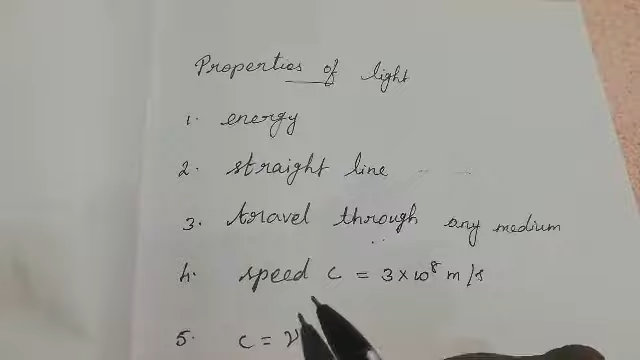 Properties of light
1. energy
2. straight line
3. travel through any medium
4. speed c = 3×10⁸ m/s
5. c = ν